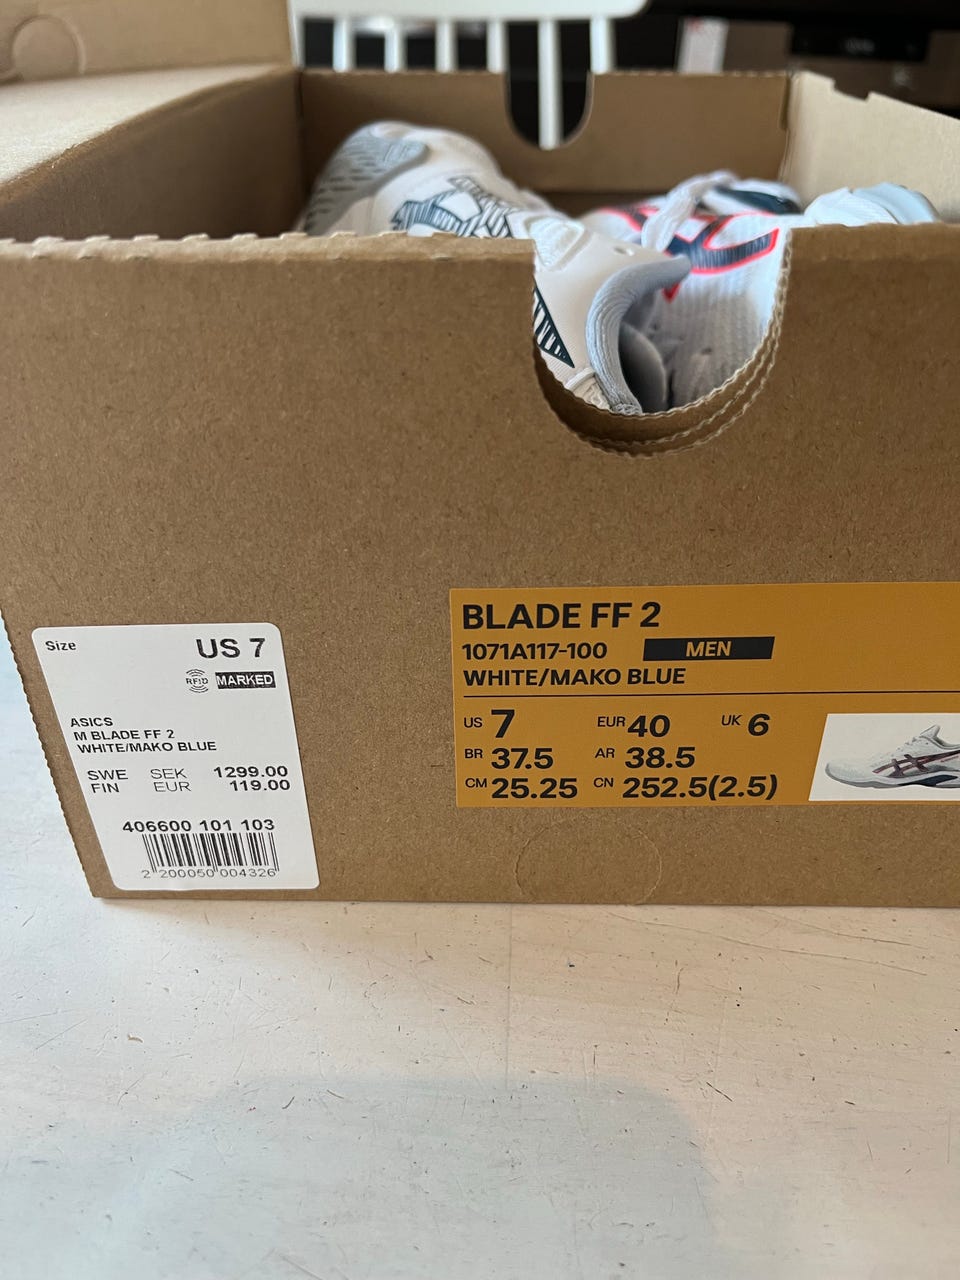 Size US 7
RFID MARKED
ASICS
M BLADE FF 2
WHITE/MAKO BLUE
SWE SEK 1299.00
FIN EUR 119.00
406600 101 103
2 200050 004326
BLADE FF 2
1071A117-100 MEN
WHITE/MAKO BLUE
US 7 EUR 40 UK 6
BR 37.5 AR 38.5
CM 25.25 CN 252.5(2.5)